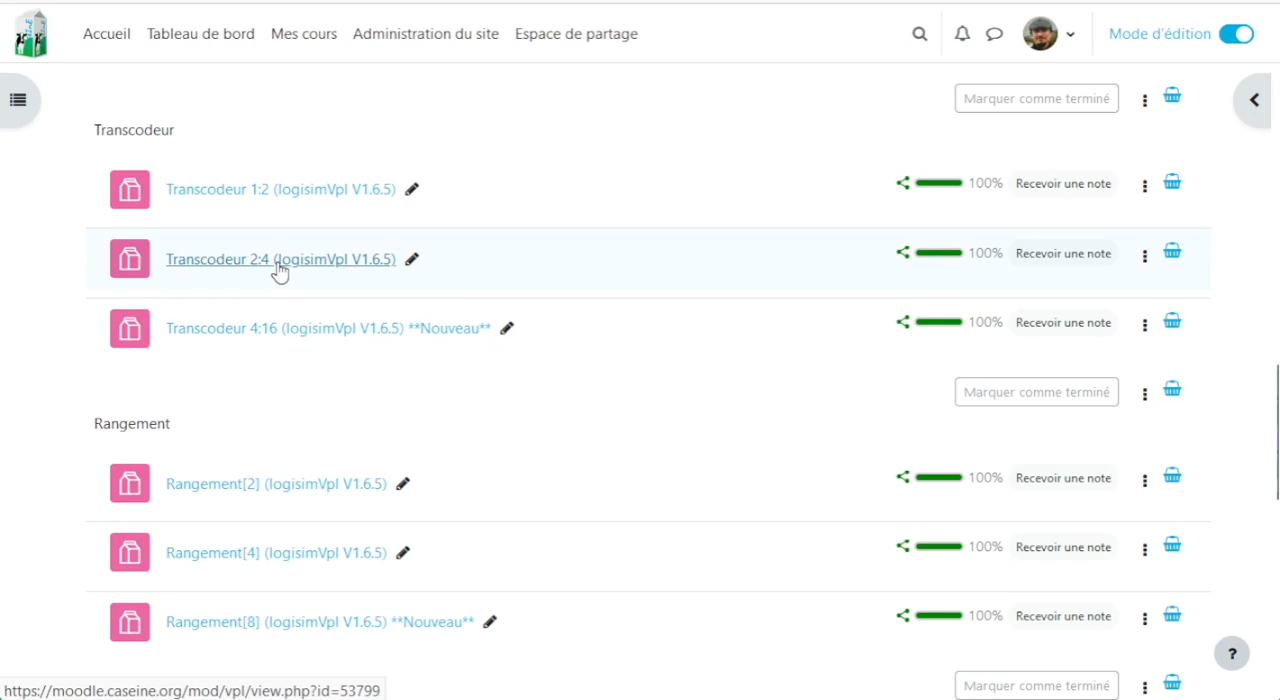 Accueil Tableau de bord Mes cours Administration du site Espace de partage Mode d'édition
Marquer comme terminé
Transcodeur
Transcodeur 1:2 (logisimVpl V1.6.5) 100% Recevoir une note
Transcodeur 2:4 (logisimVpl V1.6.5) 100% Recevoir une note
Transcodeur 4:16 (logisimVpl V1.6.5) **Nouveau** 100% Recevoir une note
Marquer comme terminé
Rangement
Rangement[2] (logisimVpl V1.6.5) 100% Recevoir une note
Rangement[4] (logisimVpl V1.6.5) 100% Recevoir une note
Rangement[8] (logisimVpl V1.6.5) **Nouveau** 100% Recevoir une note
?
Marquer comme terminé
https://moodle.caseine.org/mod/vpl/view.php?id=53799